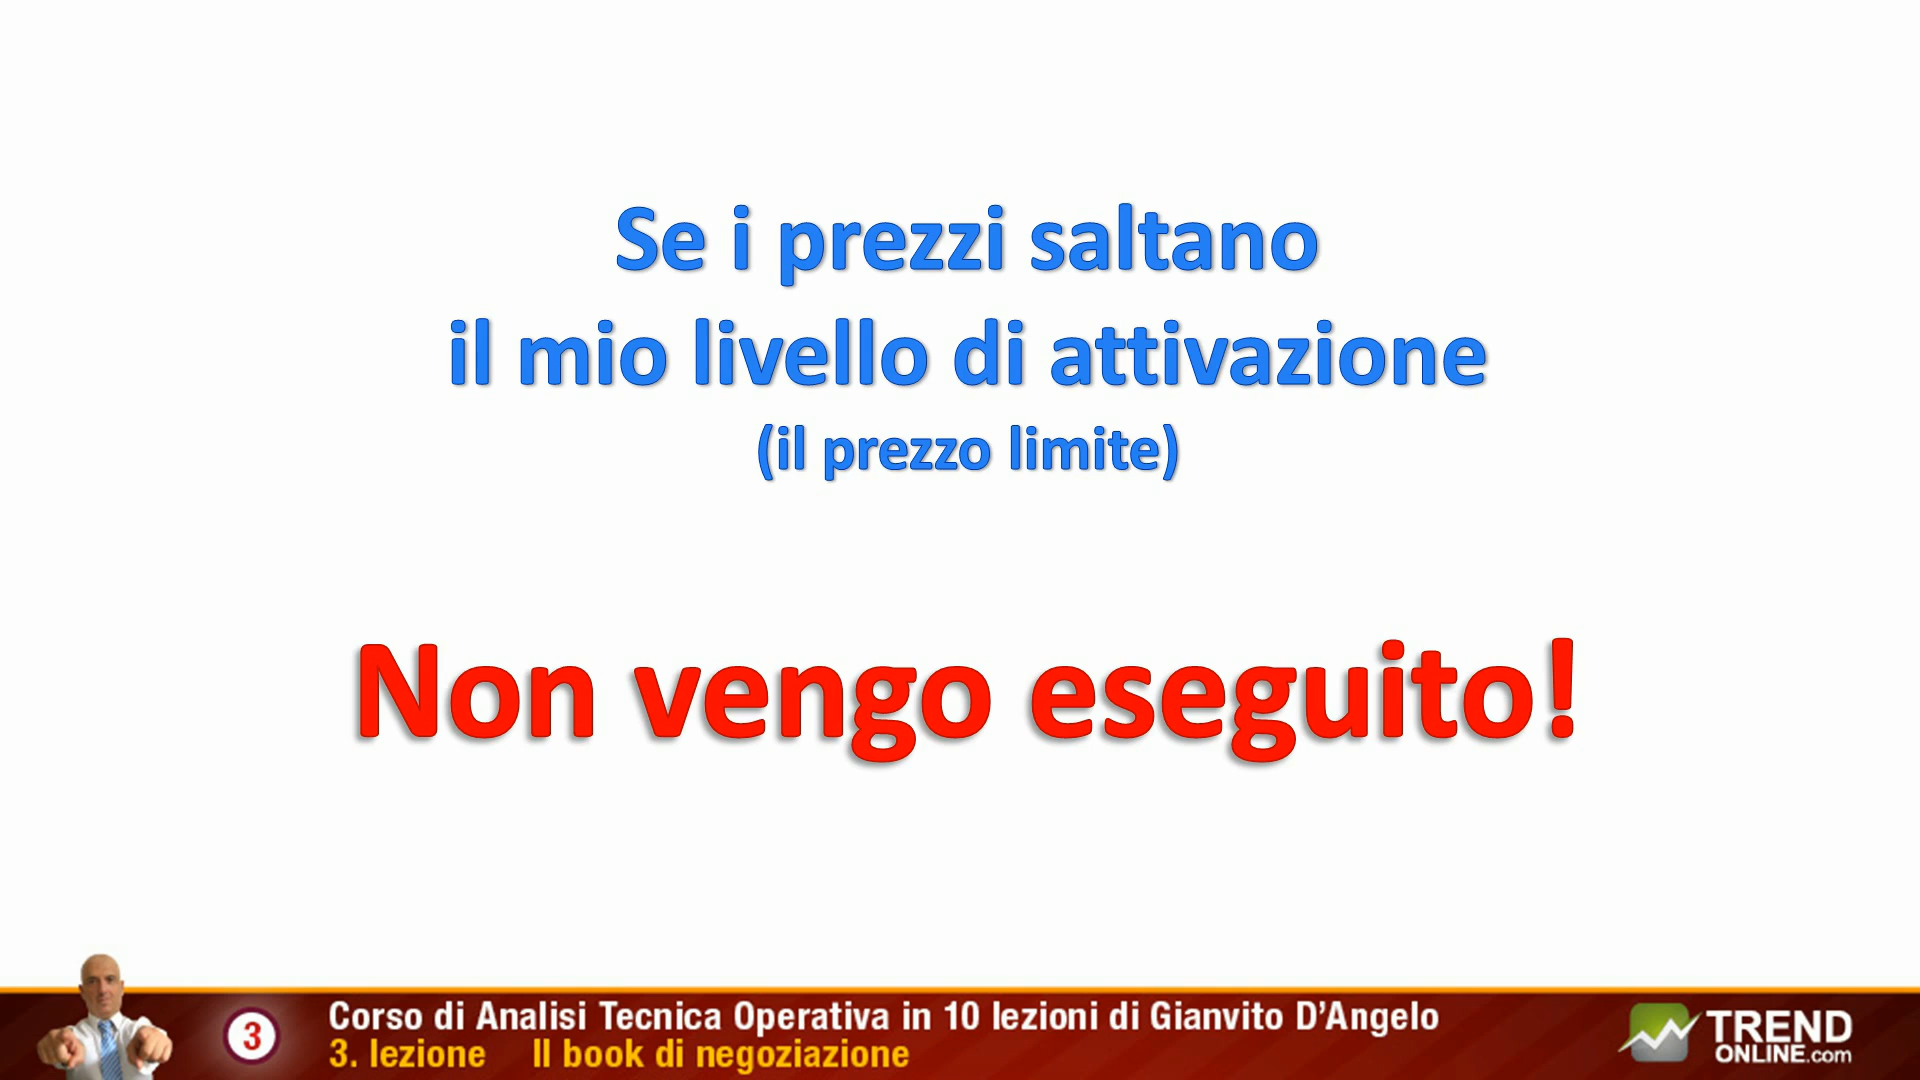 Se i prezzi saltano
il mio livello di attivazione
(il prezzo limite)
Non vengo eseguito!
3
Corso di Analisi Tecnica Operativa in 10 lezioni di Gianvito D’Angelo
3. lezione Il book di negoziazione
TREND
ONLINE.com